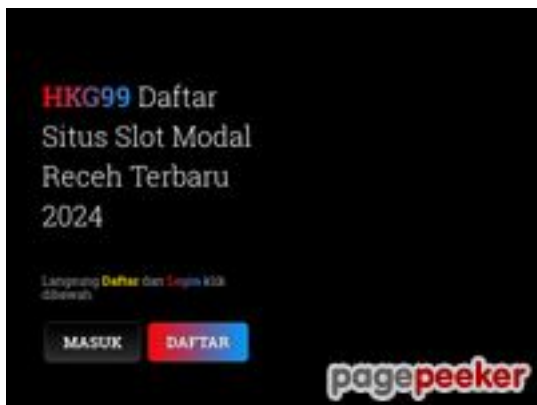 HKG99 Daftar
Situs Slot Modal
Receh Terbaru
2024
Langsung Daftar dan Login klik
dibawah
MASUK
DAFTAR
pagepeeker